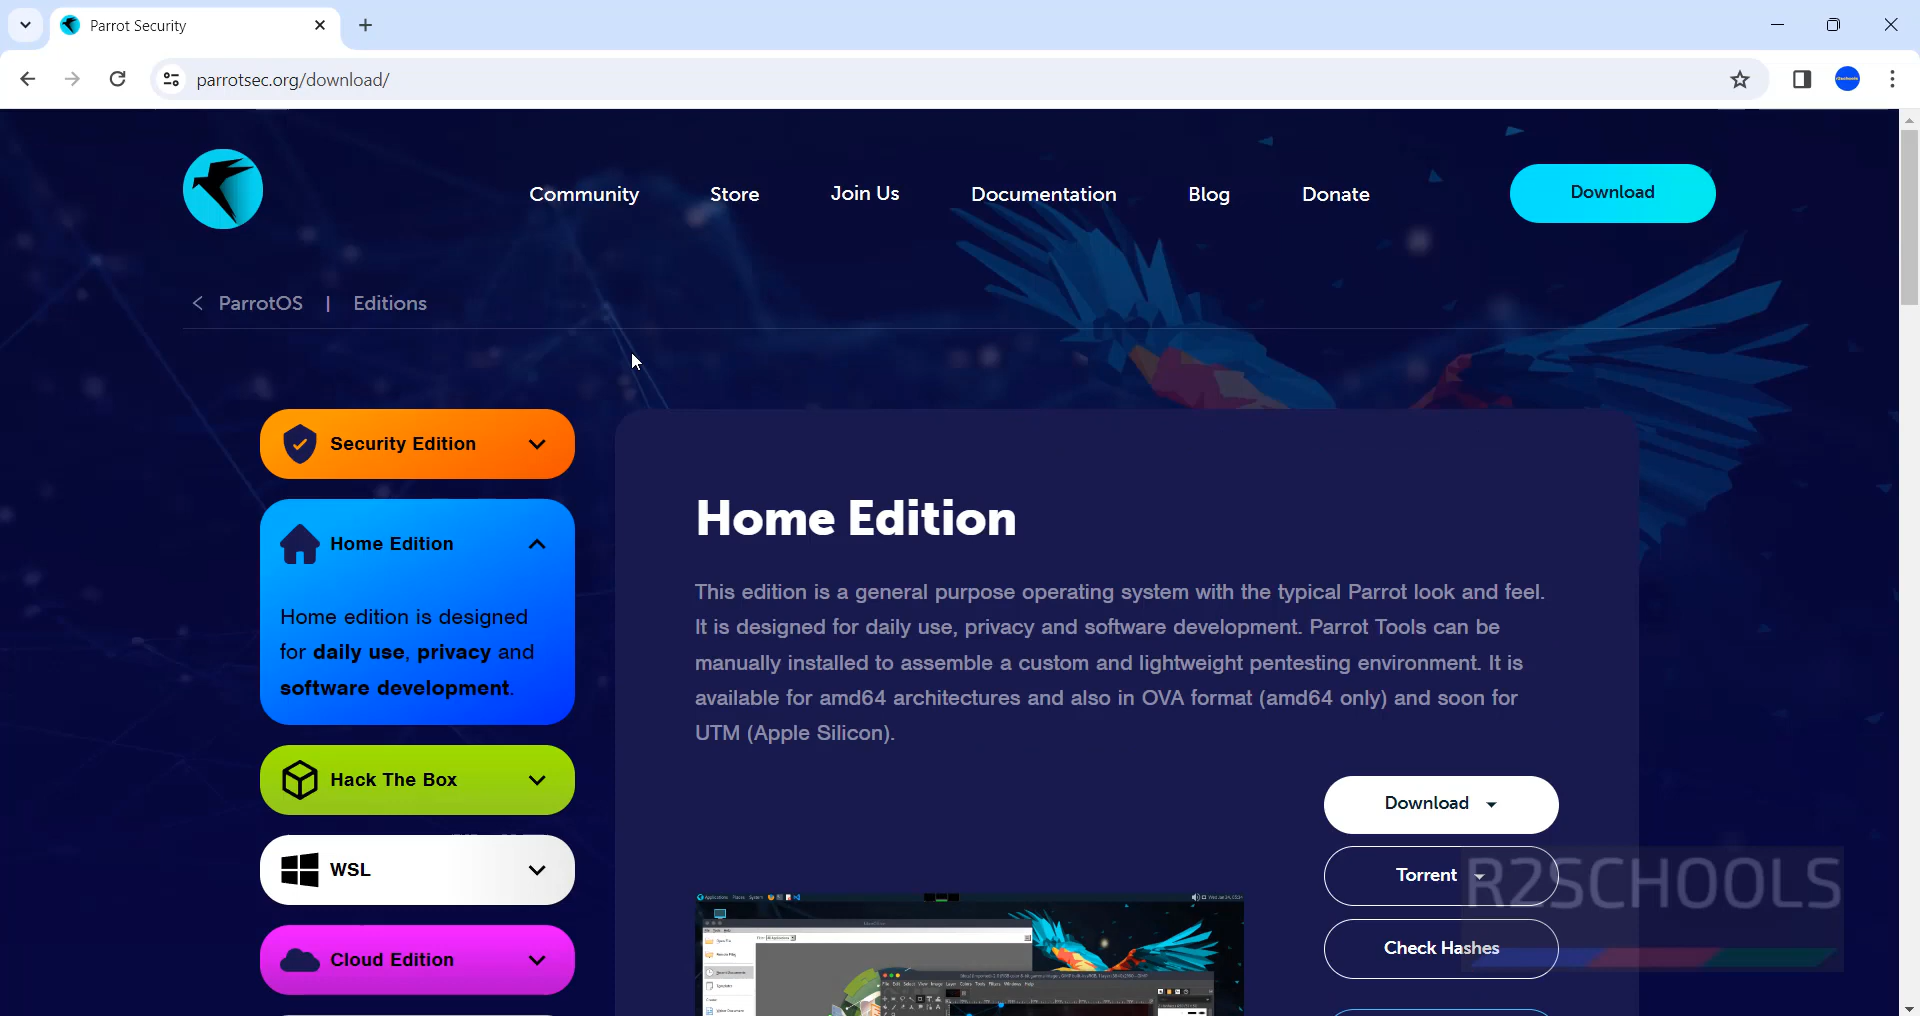 Parrot Security
parrotsec.org/download/
Community
Store
Join Us
Documentation
Blog
Donate
Download
ParrotOS | Editions
Security Edition
Home Edition
Home edition is designed
for daily use, privacy and
software development.
Hack The Box
WSL
Cloud Edition
Home Edition
This edition is a general purpose operating system with the typical Parrot look and feel.
It is designed for daily use, privacy and software development. Parrot Tools can be
manually installed to assemble a custom and lightweight pentesting environment. It is
available for amd64 architectures and also in OVA format (amd64 only) and soon for
UTM (Apple Silicon).
Download
Torrent
Check Hashes
R2SCHOOLS
Applications Places System